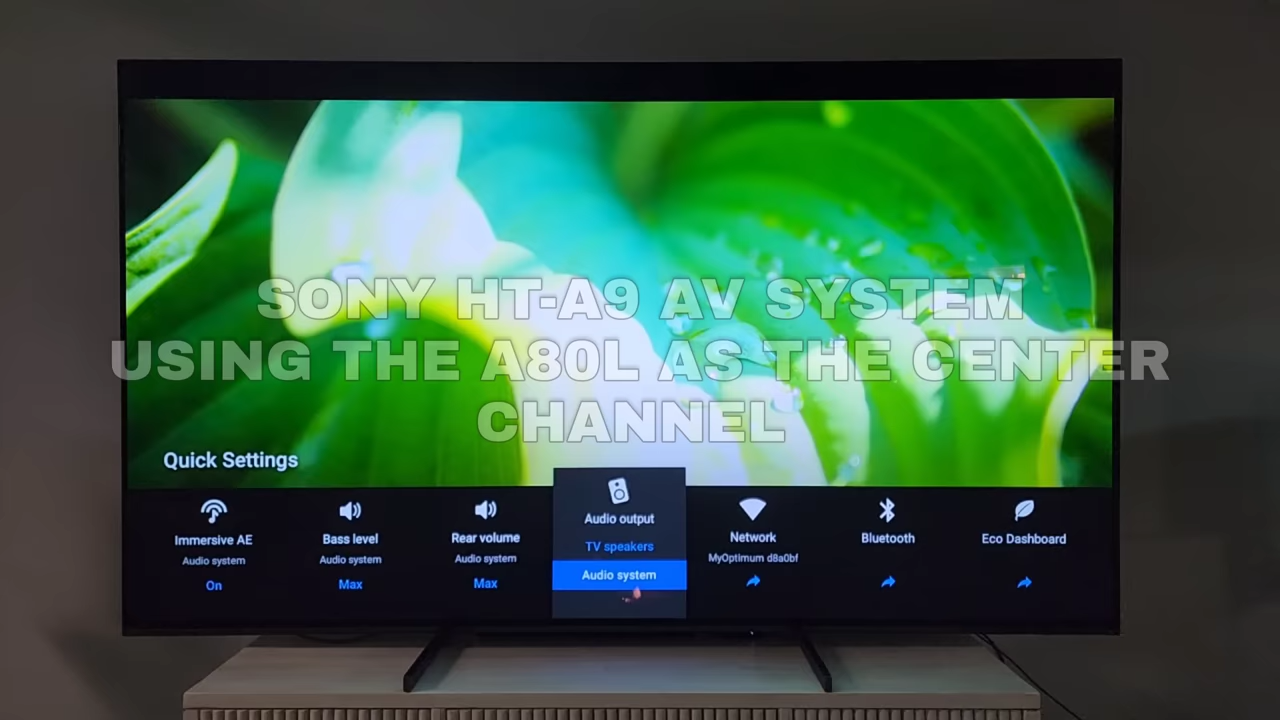 SONY HT-A9 AV SYSTEM
USING THE A80L AS THE CENTER
CHANNEL
Quick Settings
Immersive AE
Audio system
On
Bass level
Audio system
Max
Rear volume
Audio system
Max
Audio output
TV speakers
Audio system
Network
MyOptimum d8a0bf
Bluetooth
Eco Dashboard